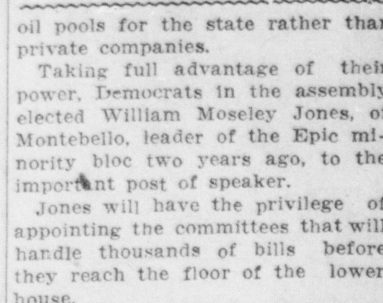 oil pools for the state rather than
private companies.
Taking full advantage of their
power, Democrats in the assembly
elected William Moseley Jones, of
Montebello, leader of the Epic mi-
nority bloc two years ago, to the
important post of speaker.
Jones will have the privilege of
appointing the committees that will
handle thousands of bills before
they reach the floor of the lower
house.